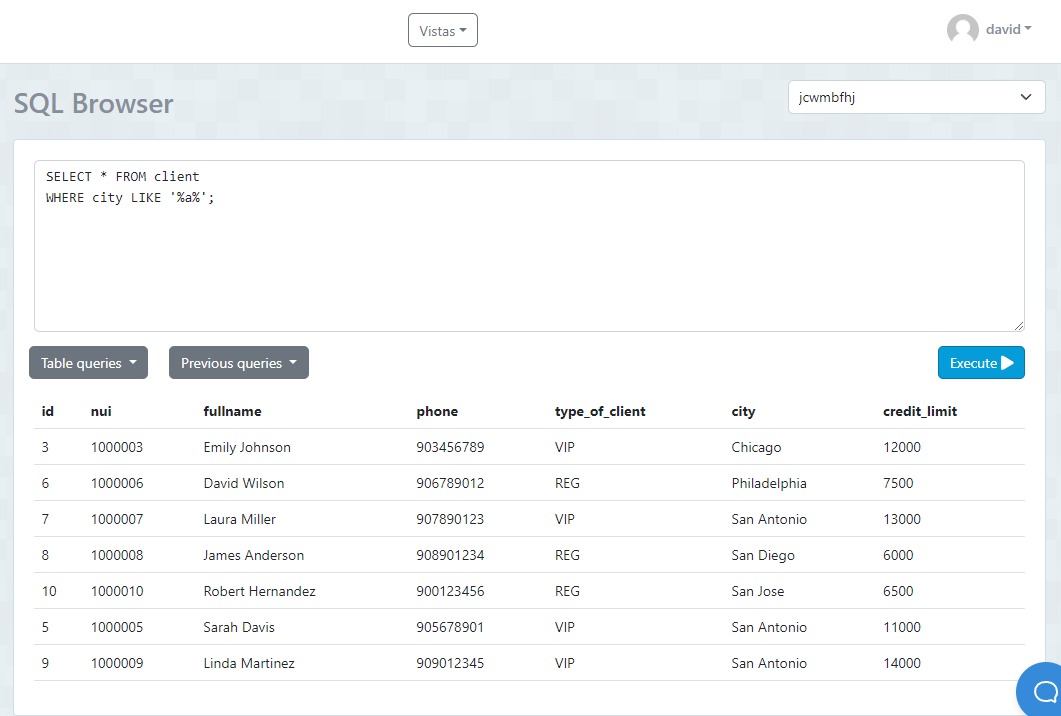 Vistas
david
SQL Browser
jcwmbfhj
SELECT * FROM client
WHERE city LIKE '%a%';
Table queries
Previous queries
Execute
id nui fullname phone type_of_client city credit_limit
3 1000003 Emily Johnson 903456789 VIP Chicago 12000
6 1000006 David Wilson 906789012 REG Philadelphia 7500
7 1000007 Laura Miller 907890123 VIP San Antonio 13000
8 1000008 James Anderson 908901234 REG San Diego 6000
10 1000010 Robert Hernandez 900123456 REG San Jose 6500
5 1000005 Sarah Davis 905678901 VIP San Antonio 11000
9 1000009 Linda Martinez 909012345 VIP San Antonio 14000